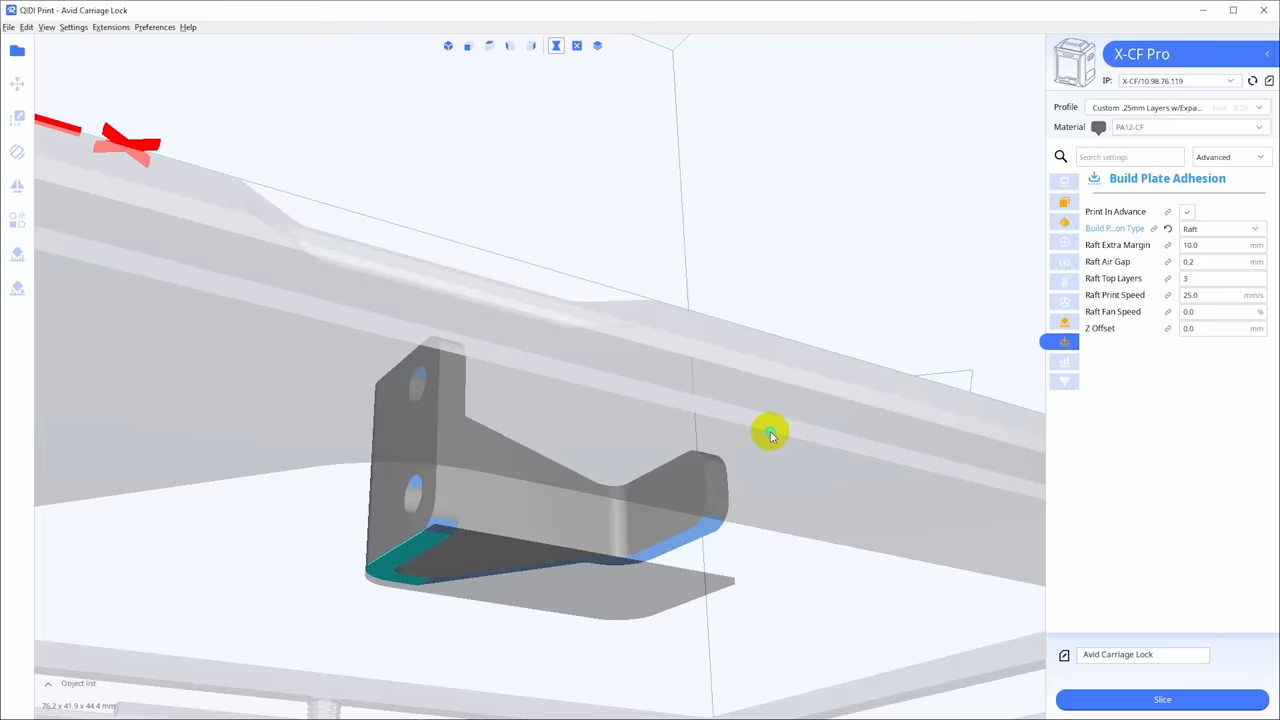 QIDI Print - Avid Carriage Lock
File Edit View Settings Extensions Preferences Help
X-CF Pro
IP: X-CF/10.98.76.119
Profile Custom .25mm Layers w/Expa...
Material PA12-CF
Search settings Advanced
Build Plate Adhesion
Print In Advance
Build P...on Type Raft
Raft Extra Margin 10.0 mm
Raft Air Gap 0.2 mm
Raft Top Layers 3
Raft Print Speed 25.0 mm/s
Raft Fan Speed 0.0 %
Z Offset 0.0 mm
Avid Carriage Lock
Object list
76.2 x 41.9 x 44.4 mm
Slice